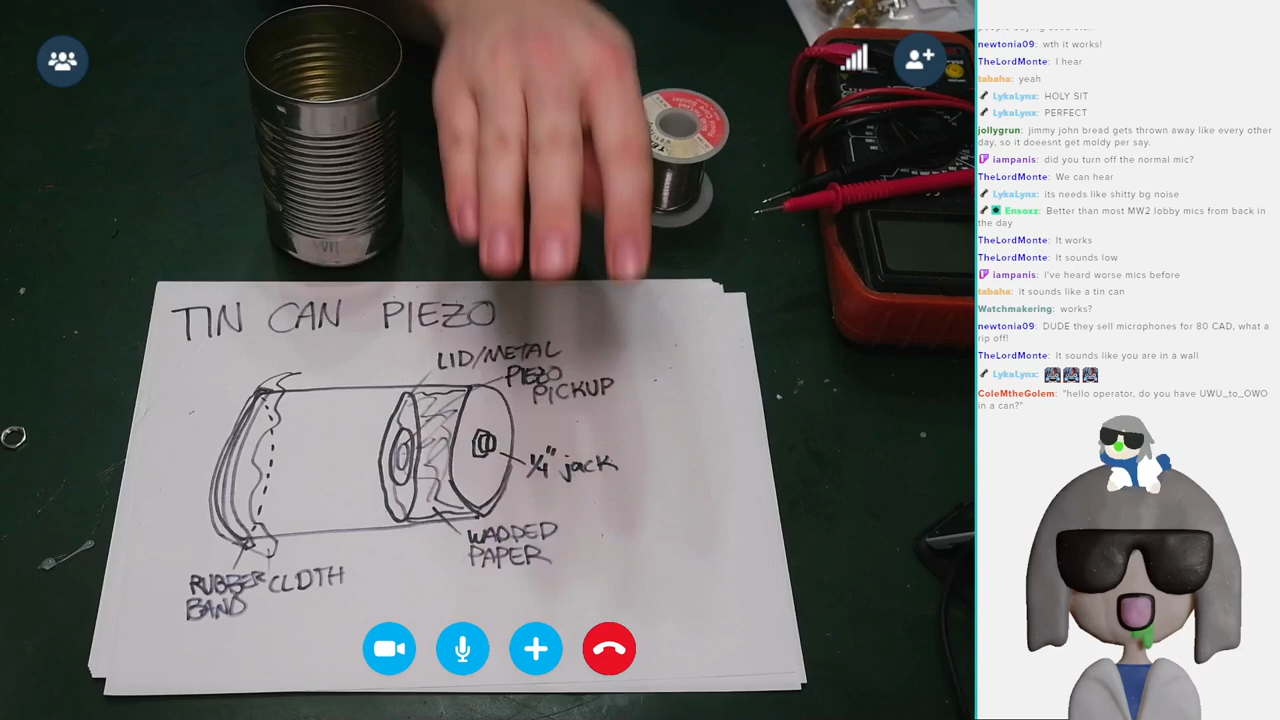 TIN CAN PIEZO
LID/METAL
PIEZO
PICKUP
1/4" jack
WADDED
PAPER
RUBBER
BAND
CLOTH
newtonia09: wth it works!
TheLordMonte: I hear
tabaha: yeah
LykaLynx: HOLY SIT
LykaLynx: PERFECT
jollygrun: jimmy john bread gets thrown away like every other
day, so it doeesnt get moldy per say.
iampanis: did you turn off the normal mic?
TheLordMonte: We can hear
LykaLynx: its needs like shitty bg noise
Ensoxz: Better than most MW2 lobby mics from back in
the day
TheLordMonte: It works
TheLordMonte: It sounds low
iampanis: I've heard worse mics before
tabaha: it sounds like a tin can
Watchmakering: works?
newtonia09: DUDE they sell microphones for 80 CAD, what a
rip off!
TheLordMonte: It sounds like you are in a wall
LykaLynx:
ColeMtheGolem: "hello operator, do you have UWU_to_OWO
in a can?"